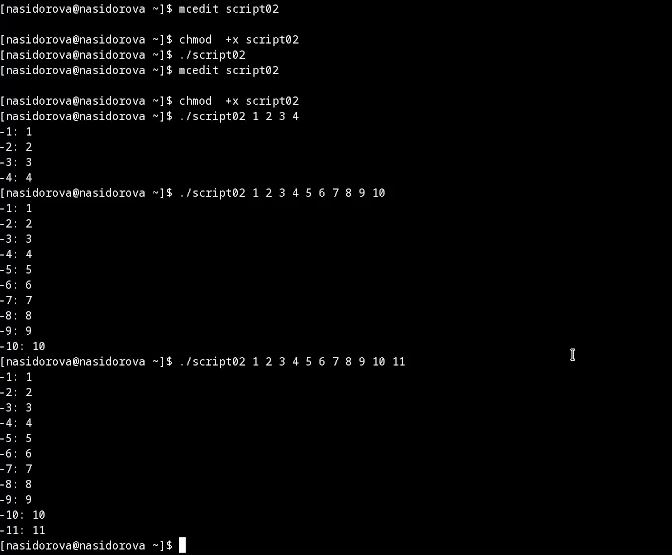 [nasidorova@nasidorova ~]$ mcedit script02
[nasidorova@nasidorova ~]$ chmod  +x script02
[nasidorova@nasidorova ~]$ ./script02
[nasidorova@nasidorova ~]$ mcedit script02
[nasidorova@nasidorova ~]$ chmod  +x script02
[nasidorova@nasidorova ~]$ ./script02 1 2 3 4
-1: 1
-2: 2
-3: 3
-4: 4
[nasidorova@nasidorova ~]$ ./script02 1 2 3 4 5 6 7 8 9 10
-1: 1
-2: 2
-3: 3
-4: 4
-5: 5
-6: 6
-7: 7
-8: 8
-9: 9
-10: 10
[nasidorova@nasidorova ~]$ ./script02 1 2 3 4 5 6 7 8 9 10 11
-1: 1
-2: 2
-3: 3
-4: 4
-5: 5
-6: 6
-7: 7
-8: 8
-9: 9
-10: 10
-11: 11
[nasidorova@nasidorova ~]$